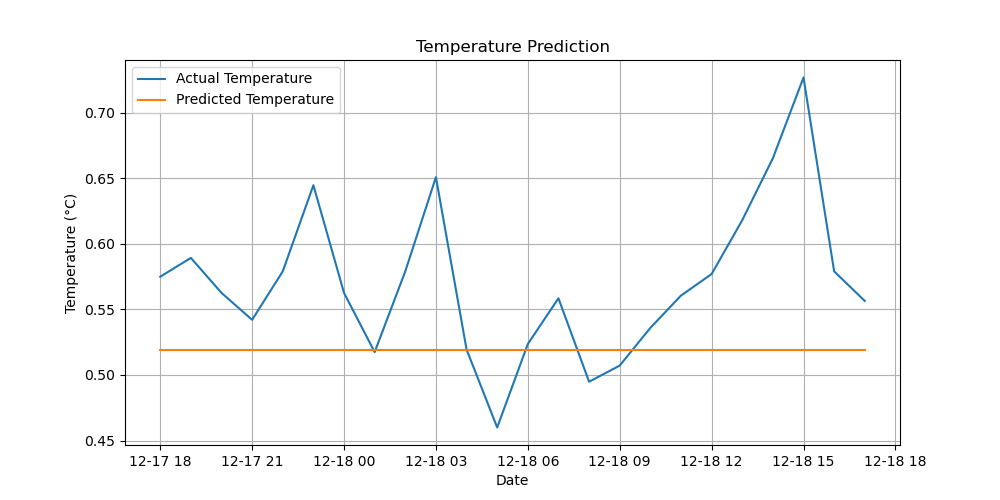 Temperature Prediction
Actual Temperature
Predicted Temperature
Temperature (°C)
0.70
0.65
0.60
0.55
0.50
0.45
12-17 18 12-17 21 12-18 00 12-18 03 12-18 06 12-18 09 12-18 12 12-18 15 12-18 18
Date